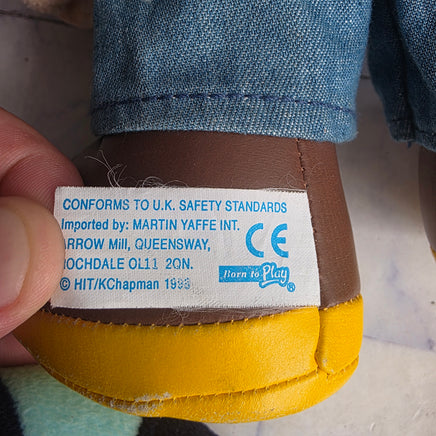 CONFORMS TO U.K. SAFETY STANDARDS
Imported by: MARTIN YAFFE INT.
ARROW Mill, QUEENSWAY,
ROCHDALE OL11 2QN.
© HIT/KChapman 1998
CE
Born to Play®